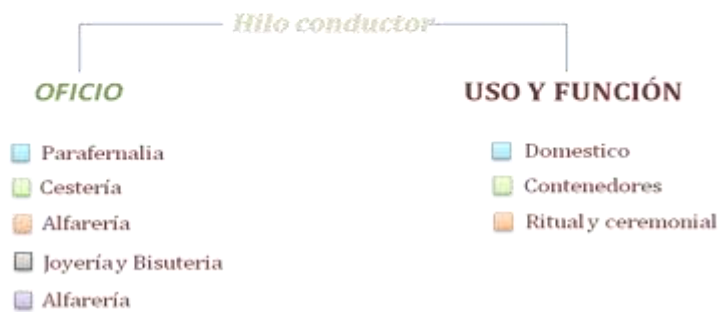 Hilo conductor
OFICIO
Parafernalia
Cestería
Alfarería
Joyería y Bisuteria
Alfarería
USO Y FUNCIÓN
Domestico
Contenedores
Ritual y ceremonial